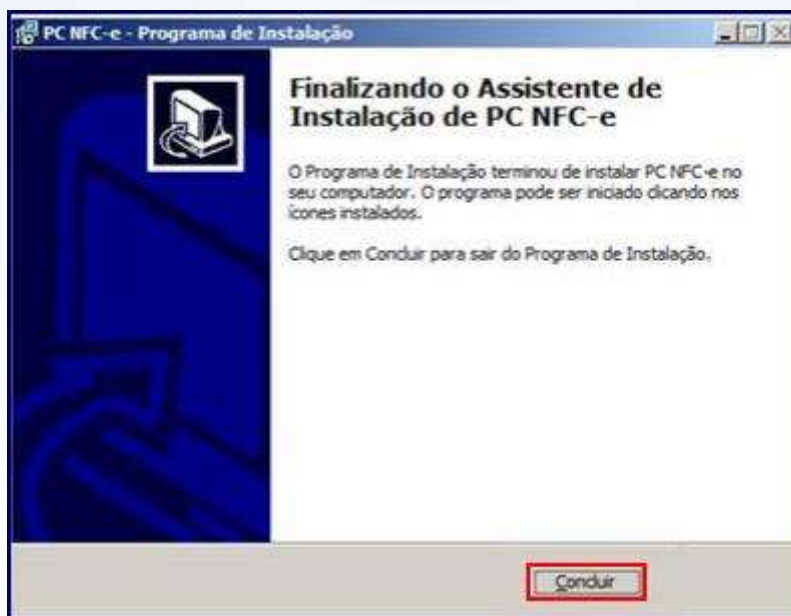 PC NFC-e - Programa de Instalação
Finalizando o Assistente de
Instalação de PC NFC-e
O Programa de Instalação terminou de instalar PC NFC-e no
seu computador. O programa pode ser iniciado clicando nos
ícones instalados.
Clique em Concluir para sair do Programa de Instalação.
Concluir